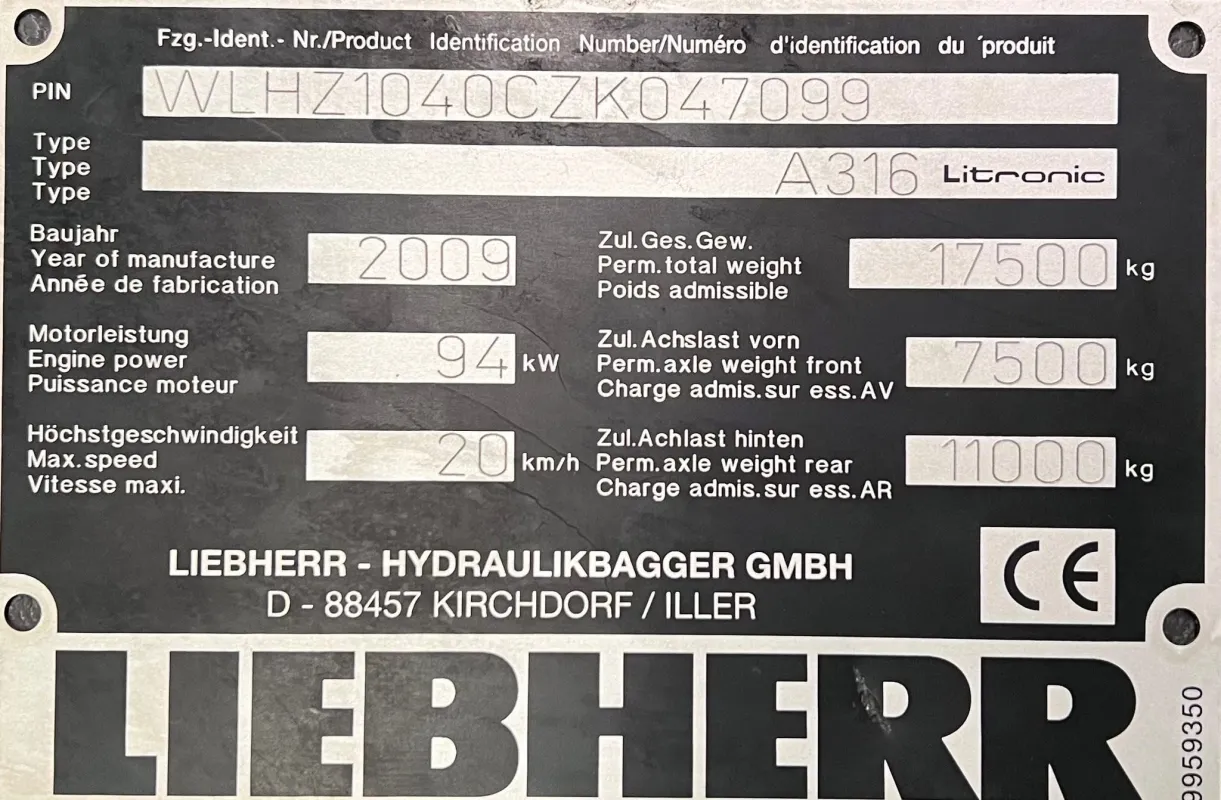 Fzg.-Ident.- Nr./Product Identification Number/Numéro d'identification du ´produit
PIN WLHZ1040CZK047099
Type
Type A316 Litronic
Type
Baujahr
Year of manufacture 2009
Année de fabrication
Zul.Ges.Gew.
Perm.total weight 17500 kg
Poids admissible
Motorleistung
Engine power 94 kW
Puissance moteur
Zul.Achslast vorn
Perm.axle weight front 7500 kg
Charge admis.sur ess.AV
Höchstgeschwindigkeit
Max.speed 20 km/h
Vitesse maxi.
Zul.Achlast hinten
Perm.axle weight rear 11000 kg
Charge admis.sur ess.AR
LIEBHERR - HYDRAULIKBAGGER GMBH
D - 88457 KIRCHDORF / ILLER
CE
LIEBHERR
9959350